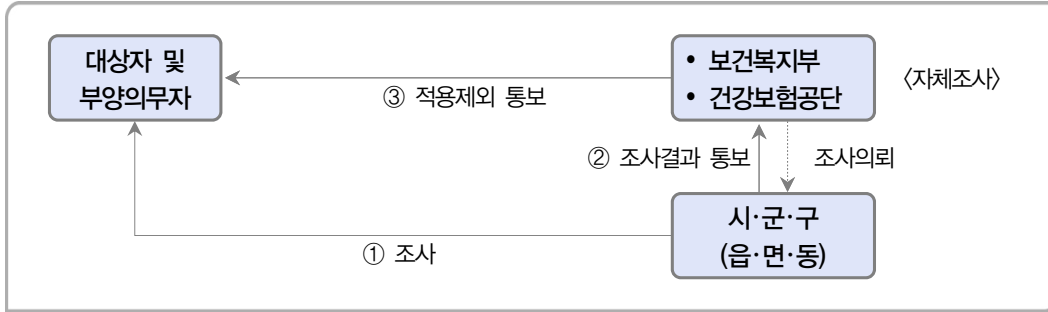 대상자 및
부양의무자
• 보건복지부
• 건강보험공단
〈자체조사〉
③ 적용제외 통보
② 조사결과 통보
조사의뢰
시·군·구
(읍·면·동)
① 조사